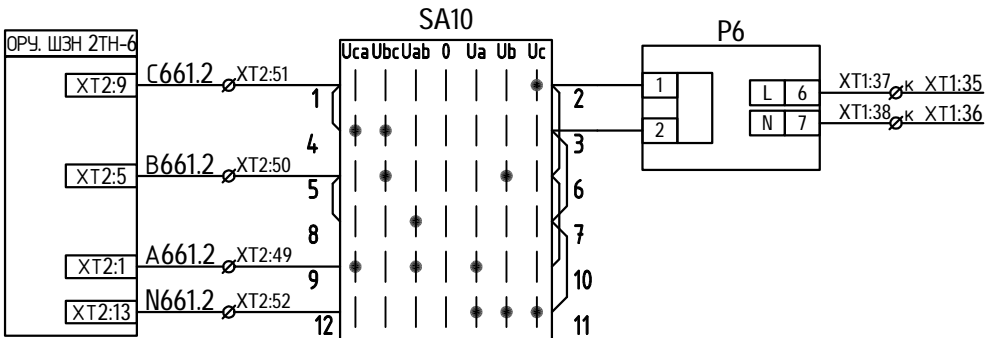 SA10
P6
ОРУ. ШЗН 2ТН-6
Uca Ubc Uab 0 Ua Ub Uc
XT2:9 C661.2 XT2:51 1 2 1 L 6 XT1:37 к XT1:35
4 3 2 N 7 XT1:38 к XT1:36
XT2:5 B661.2 XT2:50 5 6
8 7
XT2:1 A661.2 XT2:49 9 10
XT2:13 N661.2 XT2:52 12 11